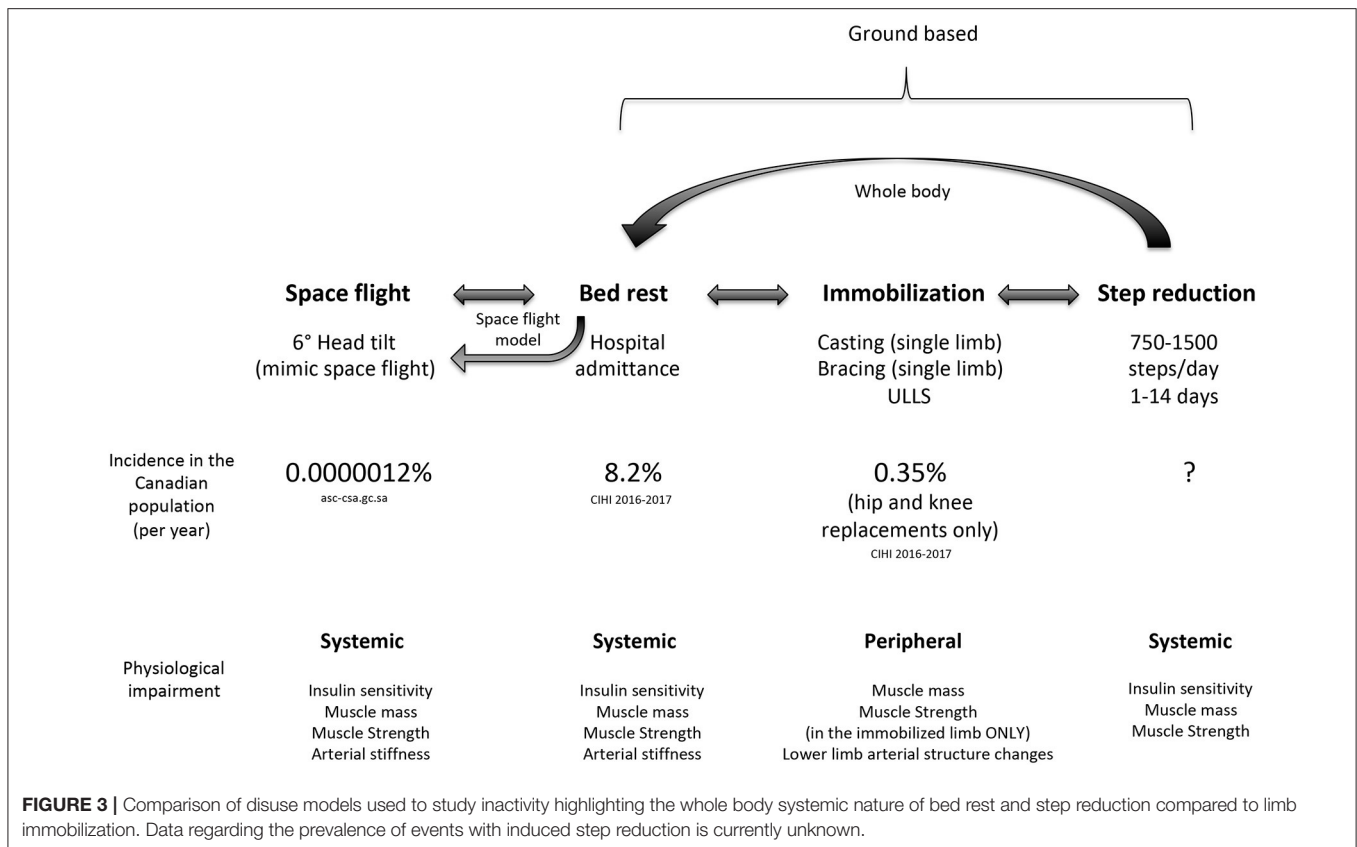 Ground based
Whole body
Space flight
Bed rest
Immobilization
Step reduction
Space flight
model
6° Head tilt
(mimic space flight)
Hospital
admittance
Casting (single limb)
Bracing (single limb)
ULLS
750-1500
steps/day
1-14 days
Incidence in the
Canadian
population
(per year)
0.0000012%
asc-csa.gc.sa
8.2%
CIHI 2016-2017
0.35%
(hip and knee
replacements only)
CIHI 2016-2017
?
Physiological
impairment
Systemic
Insulin sensitivity
Muscle mass
Muscle Strength
Arterial stiffness
Systemic
Insulin sensitivity
Muscle mass
Muscle Strength
Arterial stiffness
Peripheral
Muscle mass
Muscle Strength
(in the immobilized limb ONLY)
Lower limb arterial structure changes
Systemic
Insulin sensitivity
Muscle mass
Muscle Strength
FIGURE 3 | Comparison of disuse models used to study inactivity highlighting the whole body systemic nature of bed rest and step reduction compared to limb
immobilization. Data regarding the prevalence of events with induced step reduction is currently unknown.